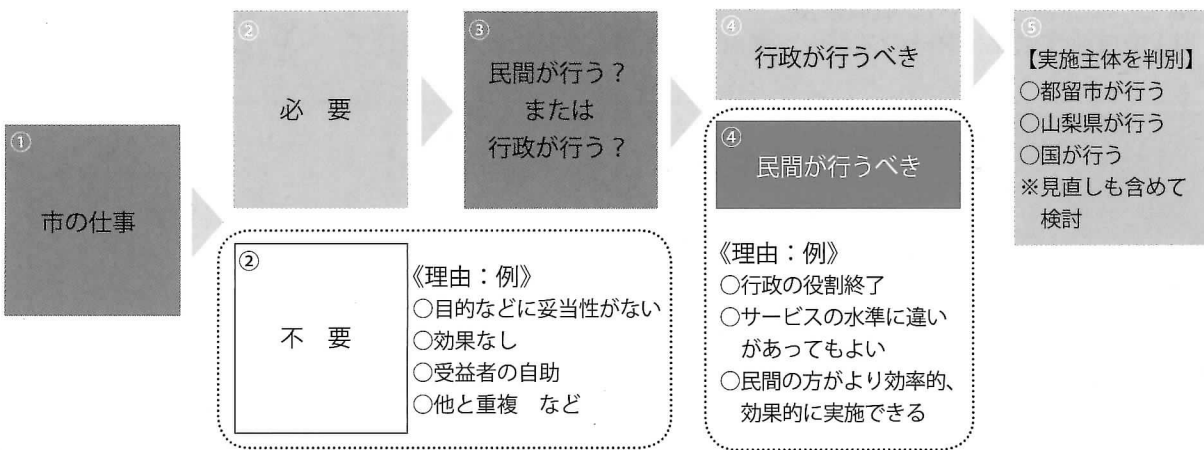 ①
市の仕事
②
必 要
②
不 要
《理由：例》
○目的などに妥当性がない
○効果なし
○受益者の自助
○他と重複 など
③
民間が行う？
または
行政が行う？
④
行政が行うべき
④
民間が行うべき
《理由：例》
○行政の役割終了
○サービスの水準に違い
があってもよい
○民間の方がより効率的、
効果的に実施できる
⑤
【実施主体を判別】
○都留市が行う
○山梨県が行う
○国が行う
※見直しも含めて
検討